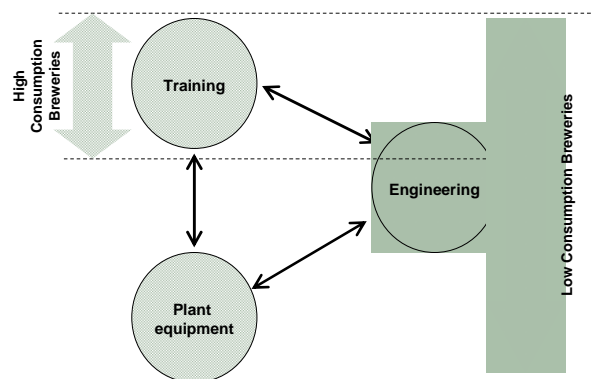 High
Consumption
Breweries
Training
Engineering
Low Consumption Breweries
Plant
equipment